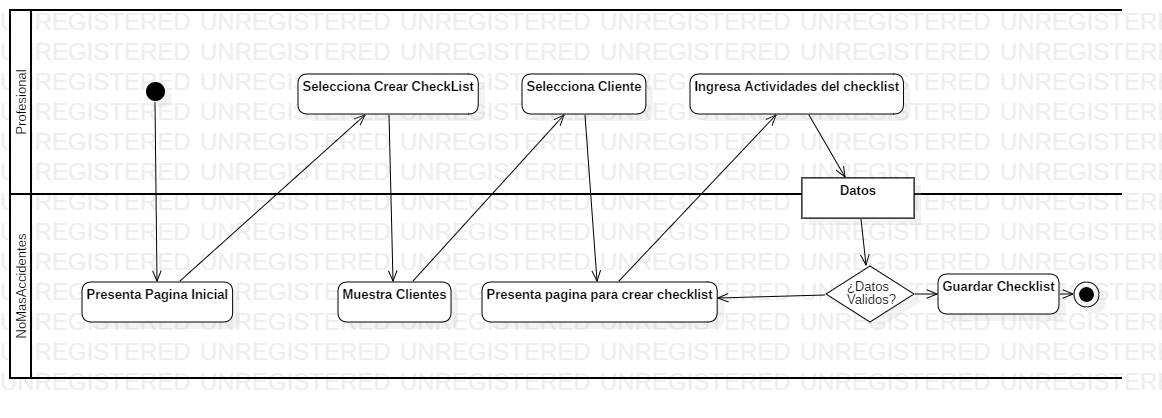 Profesional
Selecciona Crear CheckList
Selecciona Cliente
Ingresa Actividades del checklist
Datos
NoMasAccidentes
Presenta Pagina Inicial
Muestra Clientes
Presenta pagina para crear checklist
¿Datos
Validos?
Guardar Checklist
UNREGISTERED UNREGISTERED UNREGISTERED UNREGISTERED UNREGISTERED